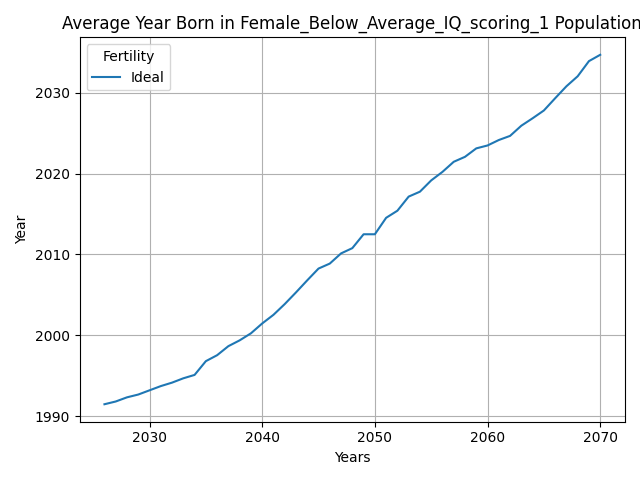 Average Year Born in Female_Below_Average_IQ_scoring_1 Population
Fertility
Ideal
Year
2030
2020
2010
2000
1990
2030 2040 2050 2060 2070
Years